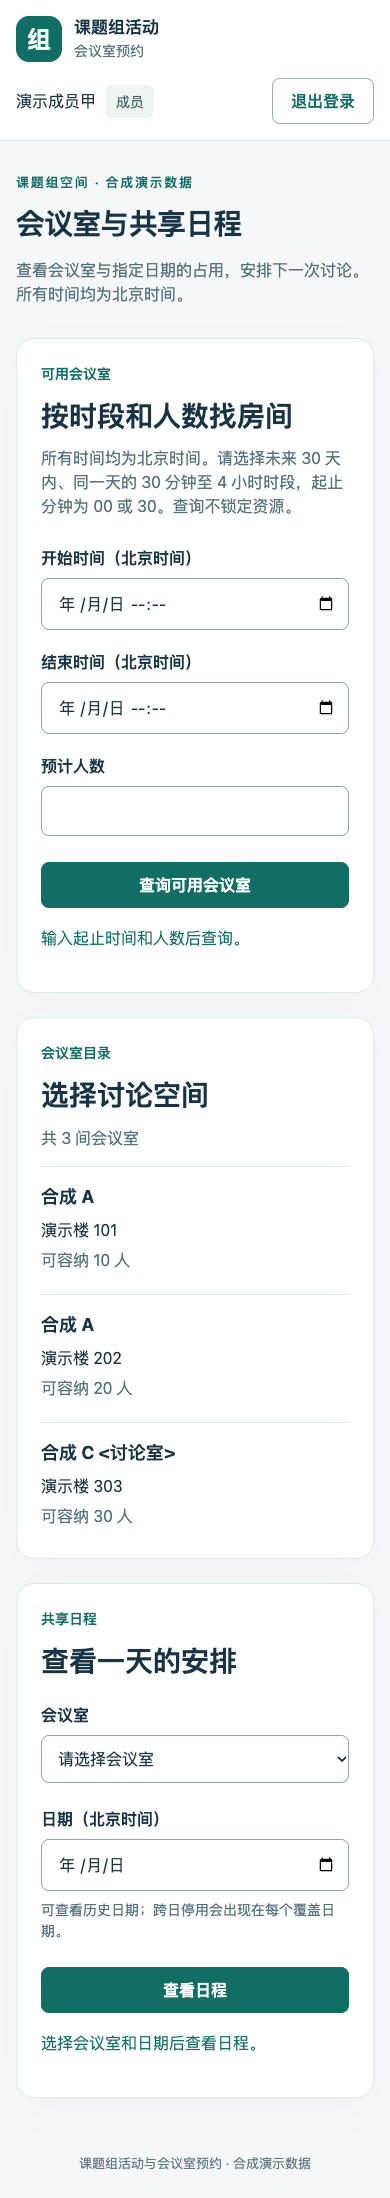 组
课题组活动
会议室预约
演示成员甲
成员
退出登录
课题组空间 · 合成演示数据
会议室与共享日程
查看会议室与指定日期的占用，安排下一次讨论。
所有时间均为北京时间。
可用会议室
按时段和人数找房间
所有时间均为北京时间。请选择未来 30 天
内、同一天的 30 分钟至 4 小时时段，起止
分钟为 00 或 30。查询不锁定资源。
开始时间（北京时间）
年 /月/日 --:--
结束时间（北京时间）
年 /月/日 --:--
预计人数
查询可用会议室
输入起止时间和人数后查询。
会议室目录
选择讨论空间
共 3 间会议室
合成 A
演示楼 101
可容纳 10 人
合成 A
演示楼 202
可容纳 20 人
合成 C <讨论室>
演示楼 303
可容纳 30 人
共享日程
查看一天的安排
会议室
请选择会议室
日期（北京时间）
年 /月/日
可查看历史日期；跨日停用会出现在每个覆盖日
期。
查看日程
选择会议室和日期后查看日程。
课题组活动与会议室预约 · 合成演示数据